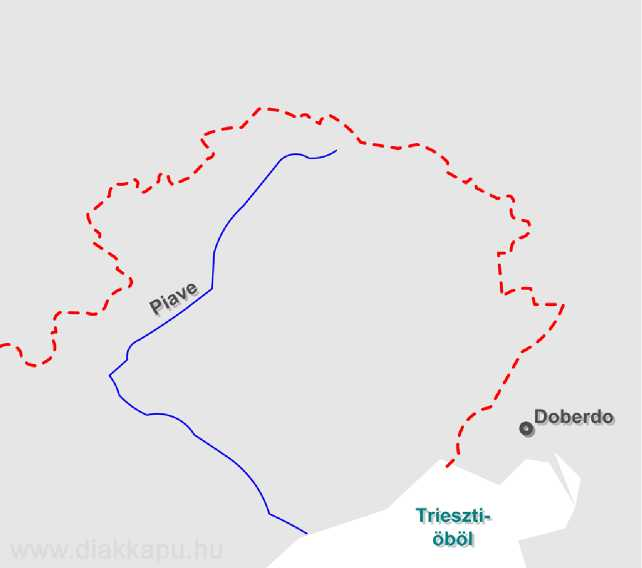 Piave
Doberdo
Trieszti-
öböl
www.diakkapu.hu